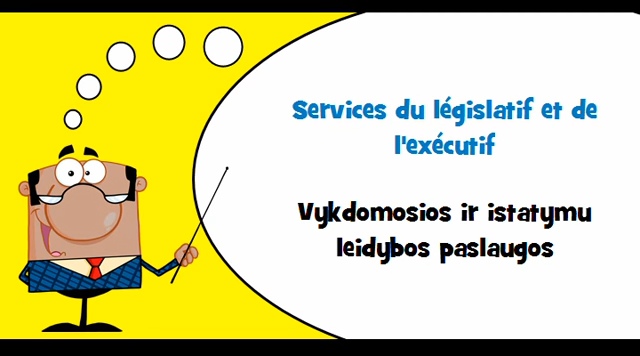 Services du législatif et de
l'exécutif
Vykdomosios ir istatymu
leidybos paslaugos